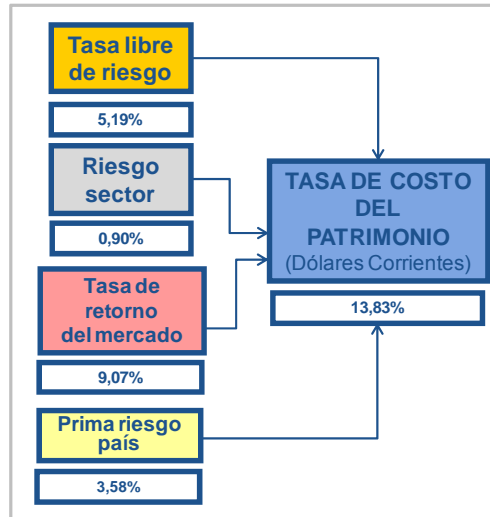 Tasa libre
de riesgo
5,19%
Riesgo
sector
0,90%
Tasa de
retorno
del mercado
9,07%
Prima riesgo
país
3,58%
TASA DE COSTO
DEL
PATRIMONIO
(Dólares Corrientes)
13,83%